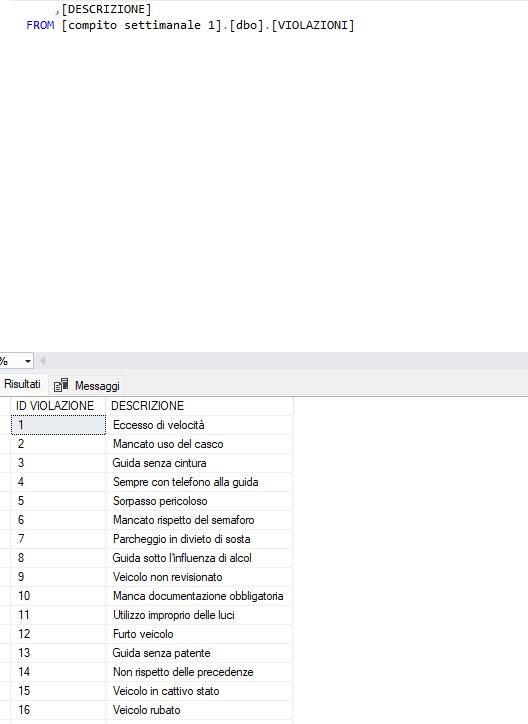 ,[DESCRIZIONE]
FROM [compito settimanale 1].[dbo].[VIOLAZIONI]
%
Risultati Messaggi
ID VIOLAZIONE DESCRIZIONE
1 Eccesso di velocità
2 Mancato uso del casco
3 Guida senza cintura
4 Sempre con telefono alla guida
5 Sorpasso pericoloso
6 Mancato rispetto del semaforo
7 Parcheggio in divieto di sosta
8 Guida sotto l'influenza di alcol
9 Veicolo non revisionato
10 Manca documentazione obbligatoria
11 Utilizzo improprio delle luci
12 Furto veicolo
13 Guida senza patente
14 Non rispetto delle precedenze
15 Veicolo in cattivo stato
16 Veicolo rubato